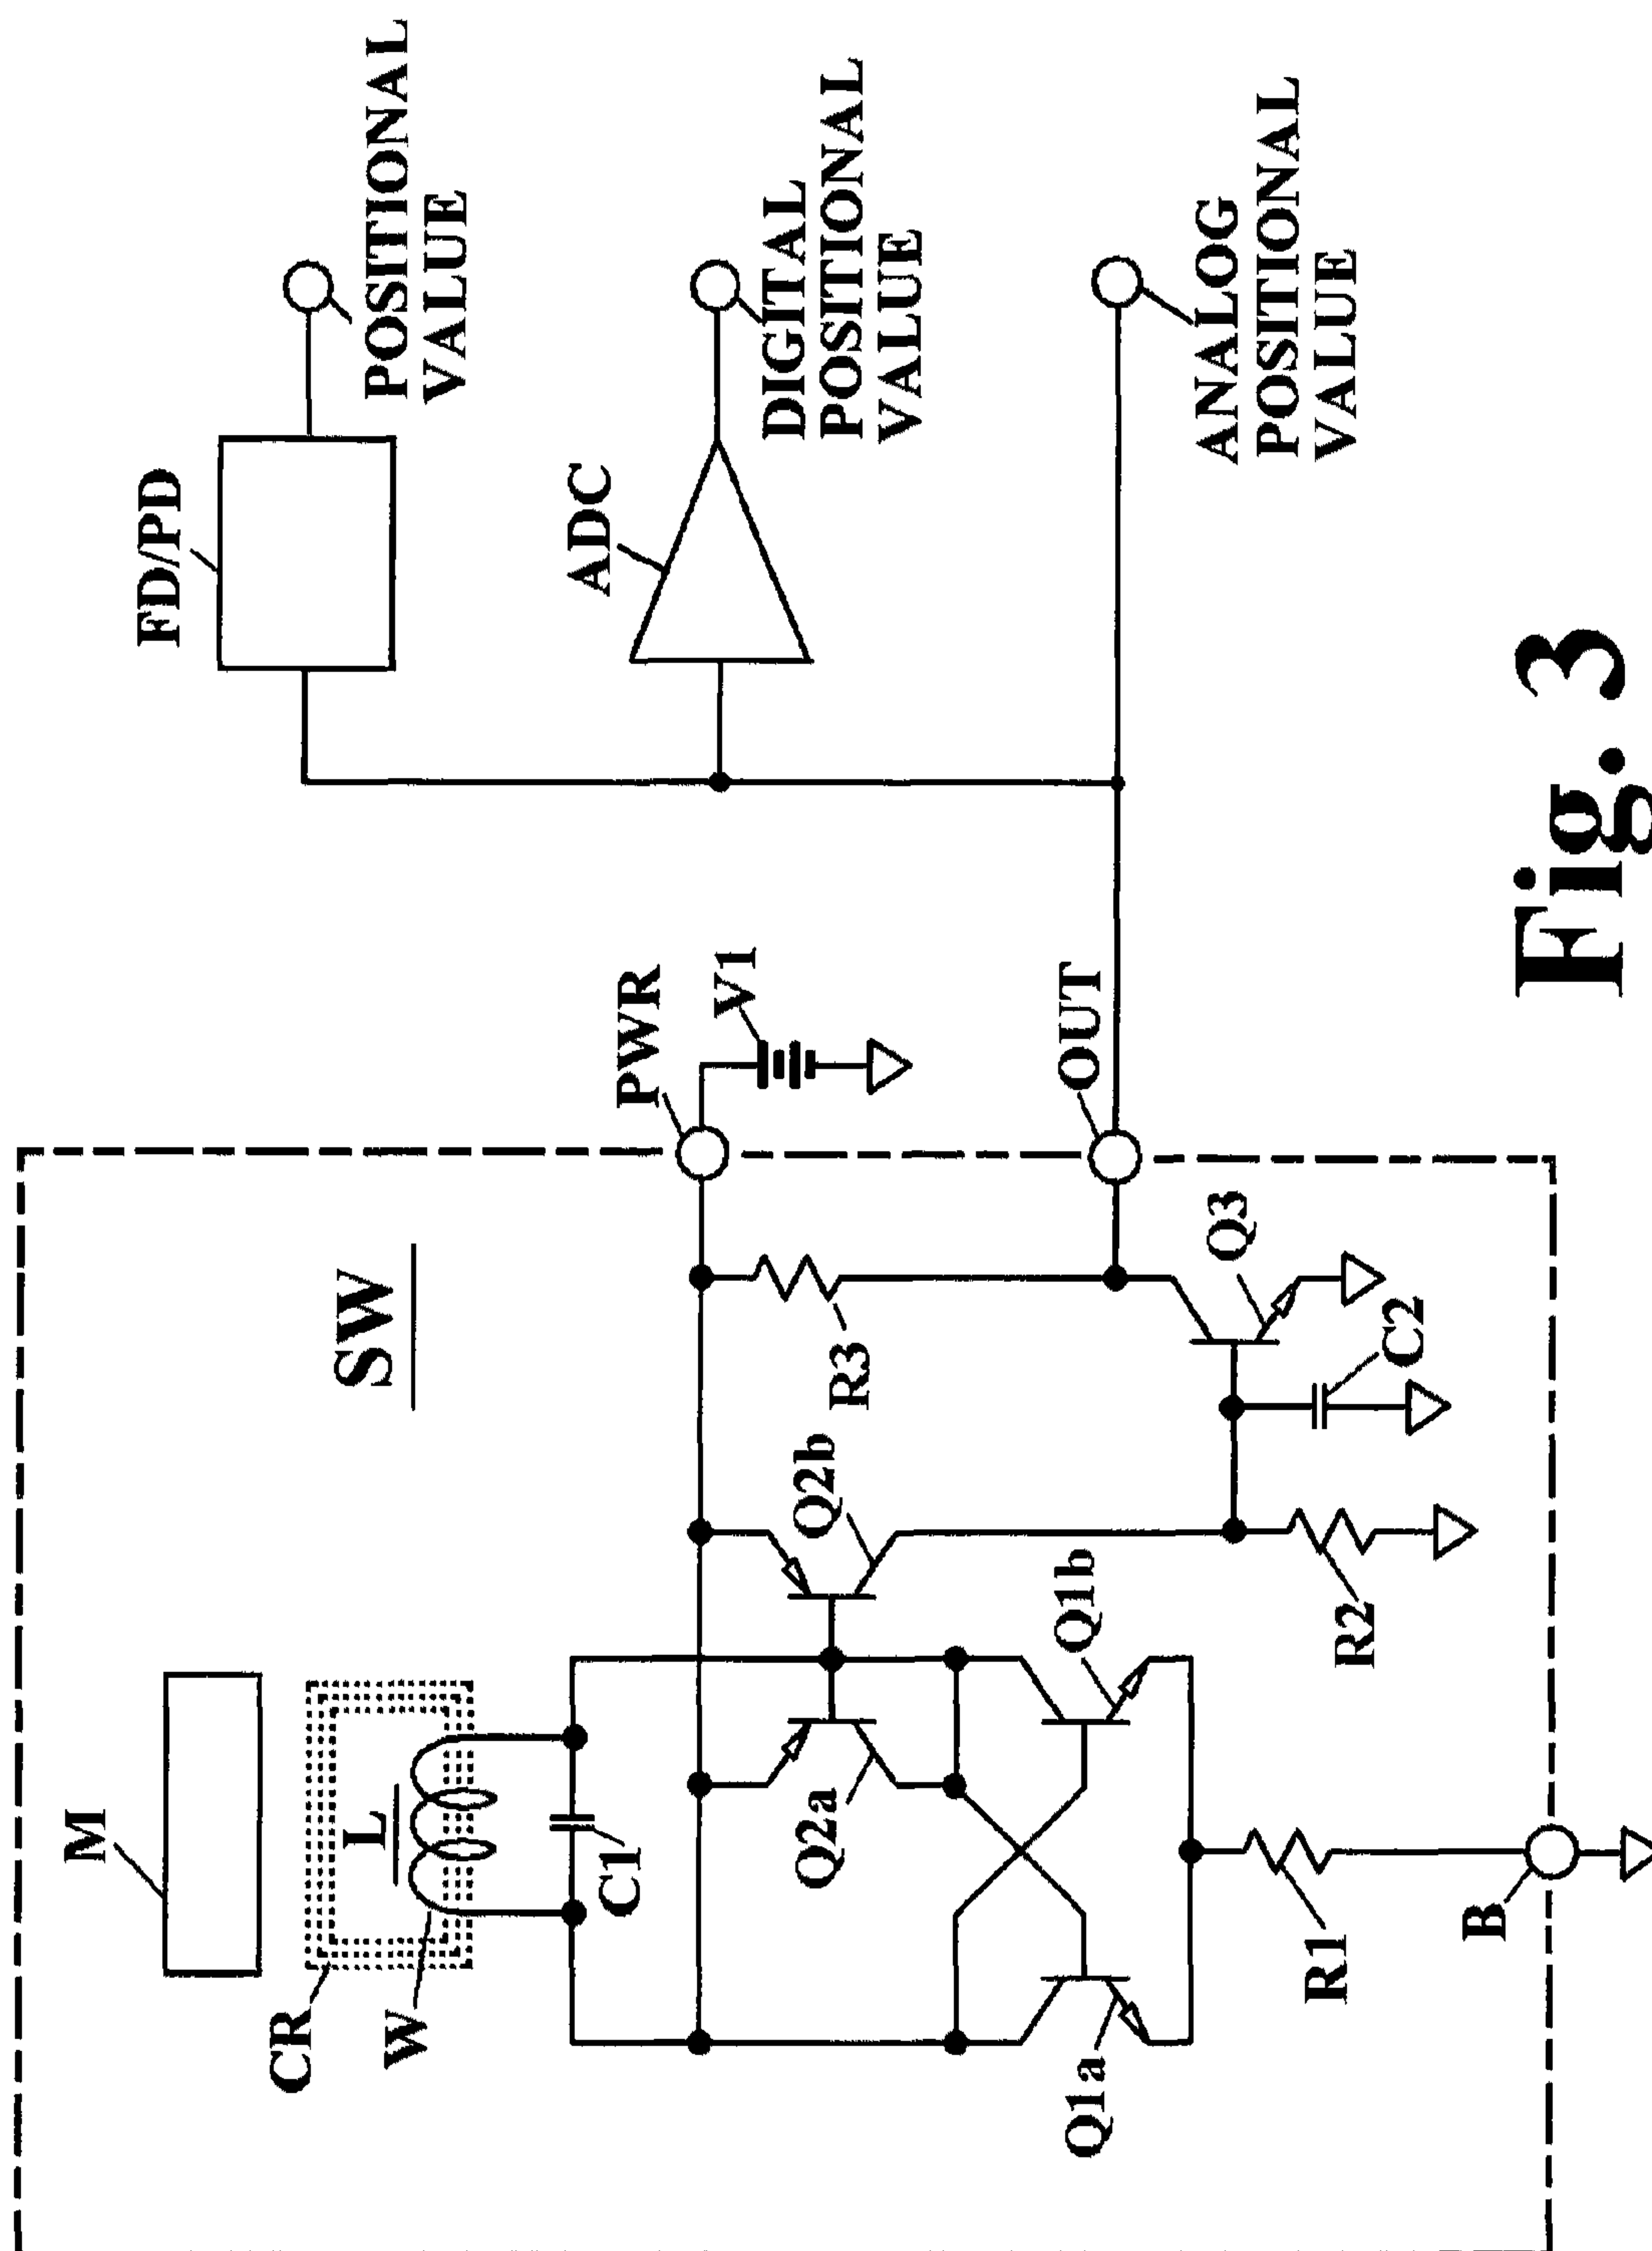 M
CR
W
L
C1
SW
PWR
V1
Q2a
Q2b
R3
Q1a
Q1b
R1
R2
C2
Q3
B
OUT
FD/PD
POSITIONAL
VALUE
ADC
DIGITAL
POSITIONAL
VALUE
ANALOG
POSITIONAL
VALUE
Fig. 3